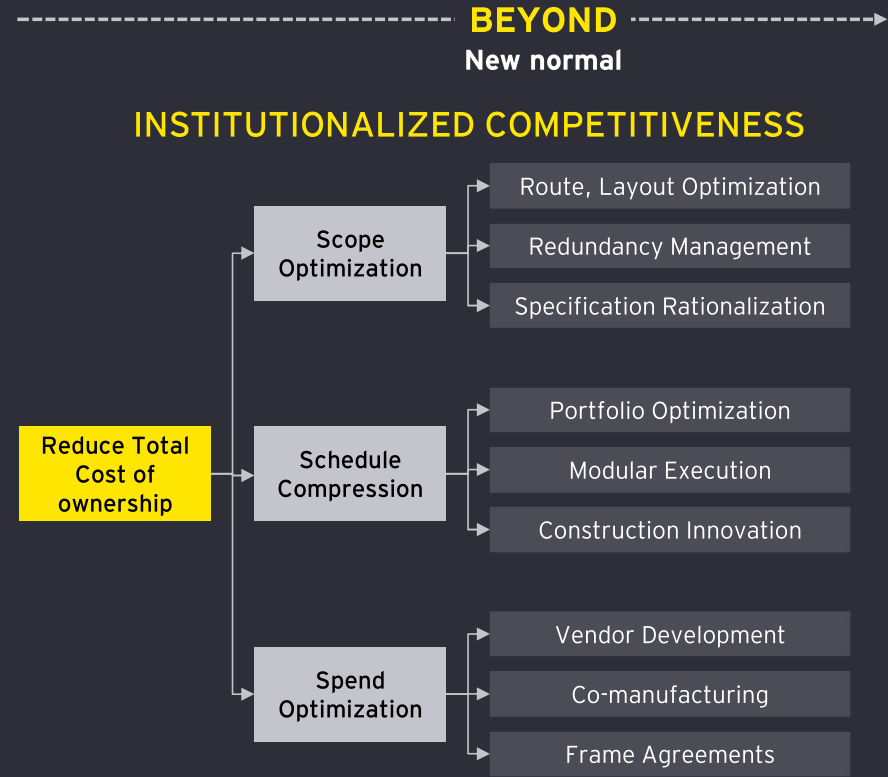 BEYOND
New normal
INSTITUTIONALIZED COMPETITIVENESS
Reduce Total
Cost of
ownership
Scope
Optimization
Route, Layout Optimization
Redundancy Management
Specification Rationalization
Schedule
Compression
Portfolio Optimization
Modular Execution
Construction Innovation
Spend
Optimization
Vendor Development
Co-manufacturing
Frame Agreements